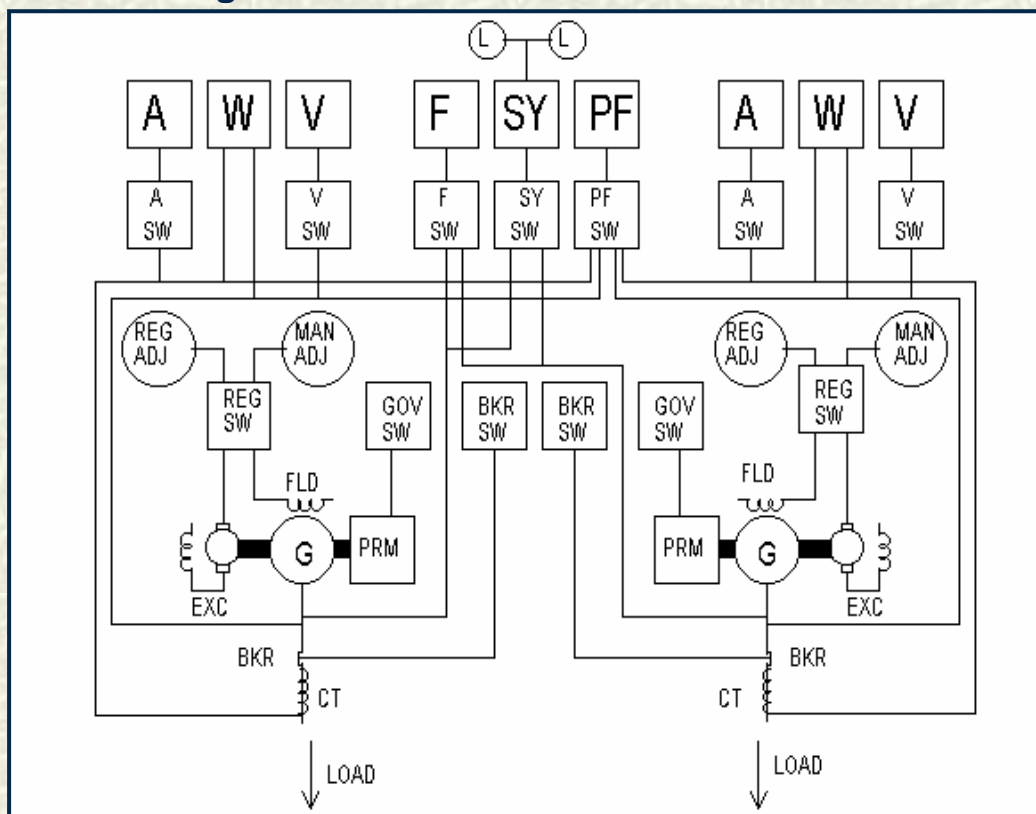 L L
A W V F SY PF A W V
A SW
V SW
F SW
SY SW
PF SW
A SW
V SW
REG ADJ
MAN ADJ
REG ADJ
MAN ADJ
REG SW
GOV SW
BKR SW
BKR SW
GOV SW
REG SW
FLD
FLD
G
PRM
PRM
G
EXC
EXC
BKR
BKR
CT
CT
LOAD
LOAD